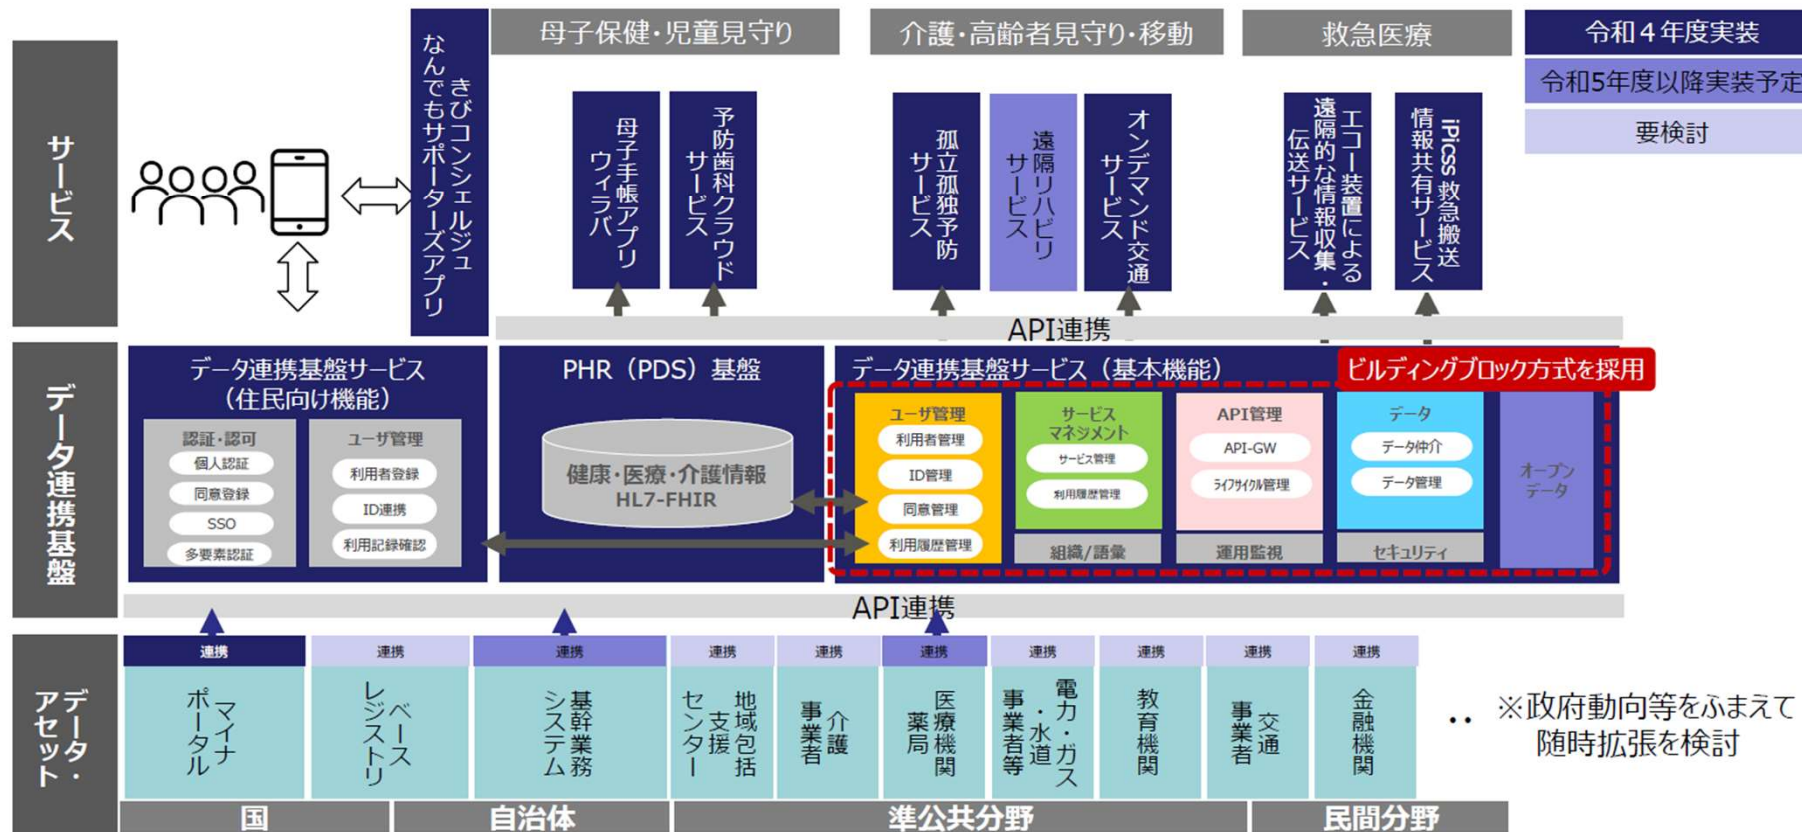 母子保健・児童見守り
介護・高齢者見守り・移動
救急医療
令和４年度実装
令和5年度以降実装予定
要検討
サービス
きびコンシェルジュ
なんでもサポーターズアプリ
母子手帳アプリ
ウィラバ
予防歯科クラウド
サービス
孤立孤独予防
サービス
遠隔リハビリ
サービス
オンデマンド交通
サービス
エコー装置による
遠隔的な情報収集・
伝送サービス
iPicss 救急搬送
情報共有サービス
API連携
データ連携基盤
データ連携基盤サービス
（住民向け機能）
認証・認可
個人認証
同意登録
SSO
多要素認証
ユーザ管理
利用者登録
ID連携
利用記録確認
PHR（PDS）基盤
健康・医療・介護情報
HL7-FHIR
データ連携基盤サービス（基本機能）
ビルディングブロック方式を採用
ユーザ管理
利用者管理
ID管理
同意管理
利用履歴管理
サービス
マネジメント
サービス管理
利用履歴管理
組織/語彙
API管理
API-GW
ライフサイクル管理
運用監視
データ
データ仲介
データ管理
セキュリティ
オープン
データ
API連携
データ・
アセット
連携
マイナ
ポータル
連携
ベース
レジストリ
連携
基幹業務
システム
連携
地域包括
支援
センター
連携
介護
事業者
連携
医療機関
薬局
連携
電力・ガス
・水道
事業者等
連携
教育機関
連携
交通
事業者
連携
金融機関
‥
※政府動向等をふまえて
随時拡張を検討
国
自治体
準公共分野
民間分野